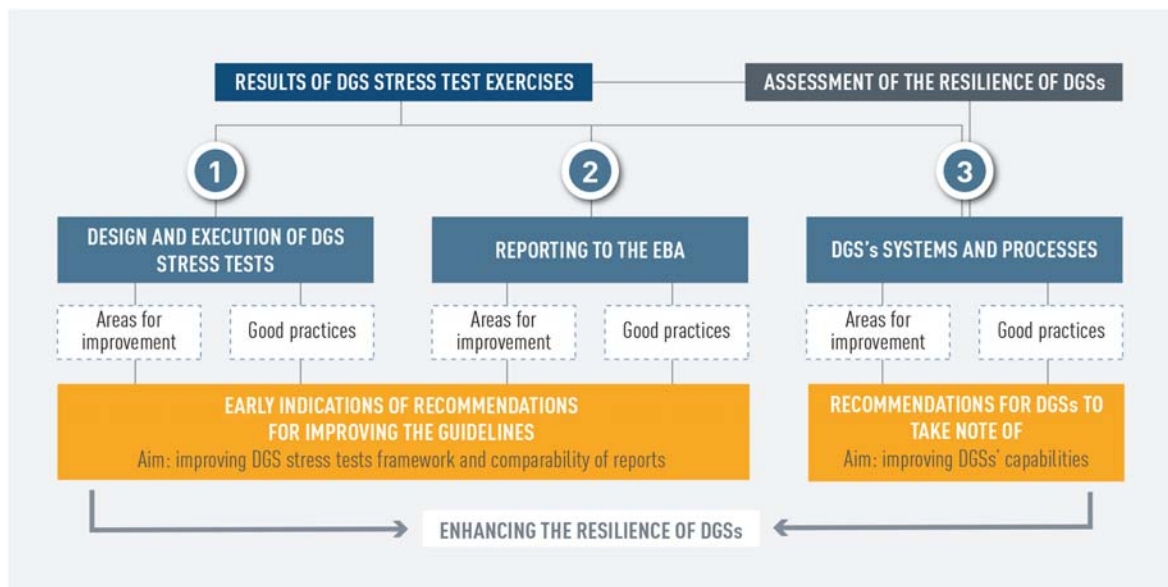 RESULTS OF DGS STRESS TEST EXERCISES
ASSESSMENT OF THE RESILIENCE OF DGSs
1
2
3
DESIGN AND EXECUTION OF DGS
STRESS TESTS
REPORTING TO THE EBA
DGS's SYSTEMS AND PROCESSES
Areas for
improvement
Good practices
Areas for
improvement
Good practices
Areas for
improvement
Good practices
EARLY INDICATIONS OF RECOMMENDATIONS
FOR IMPROVING THE GUIDELINES
Aim: improving DGS stress tests framework and comparability of reports
RECOMMENDATIONS FOR DGSs TO
TAKE NOTE OF
Aim: improving DGSs' capabilities
ENHANCING THE RESILIENCE OF DGSs